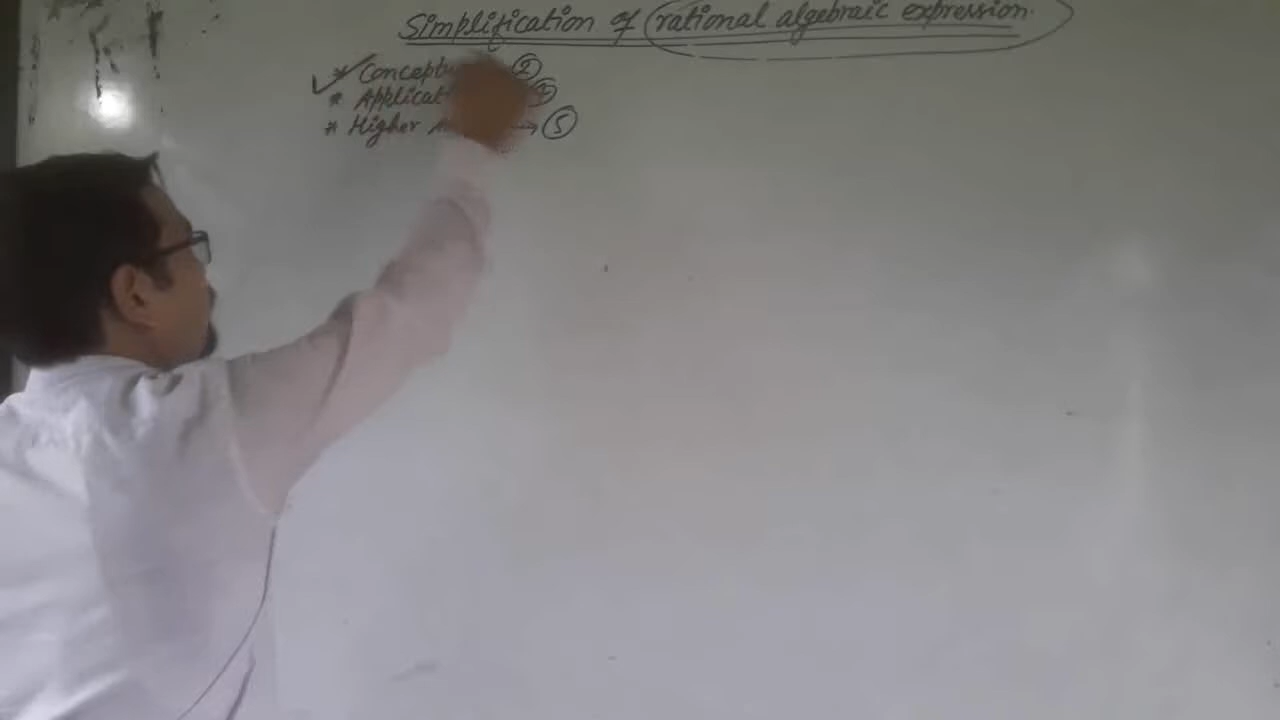 Simplification of rational algebraic expression.
* Concept ②
* Applicat
* Higher → ⑤